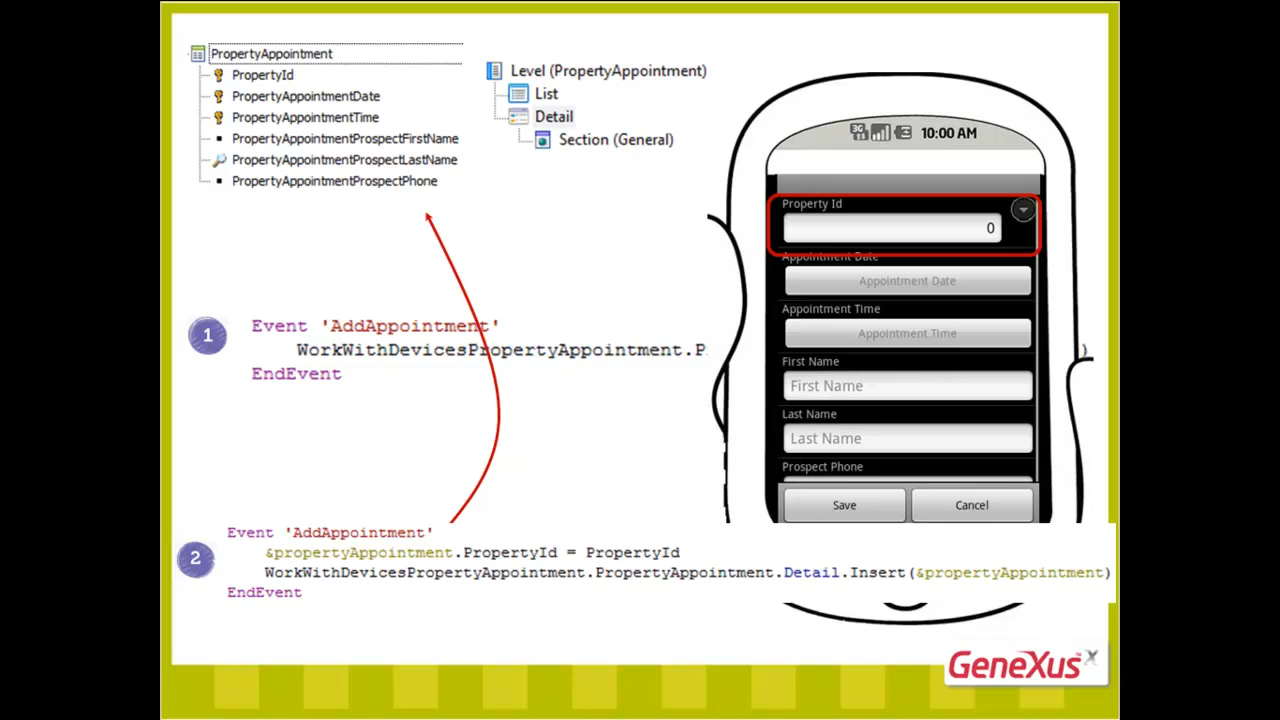 PropertyAppointment
PropertyId
PropertyAppointmentDate
PropertyAppointmentTime
PropertyAppointmentProspectFirstName
PropertyAppointmentProspectLastName
PropertyAppointmentProspectPhone
Level (PropertyAppointment)
List
Detail
Section (General)
3G 10:00 AM
Property Id
0
Appointment Date
Appointment Date
Appointment Time
Appointment Time
First Name
First Name
Last Name
Last Name
Prospect Phone
Save Cancel
1
Event 'AddAppointment'
WorkWithDevicesPropertyAppointment.P
)
EndEvent
2
Event 'AddAppointment'
&propertyAppointment.PropertyId = PropertyId
WorkWithDevicesPropertyAppointment.PropertyAppointment.Detail.Insert(&propertyAppointment)
EndEvent
GeneXus™ X